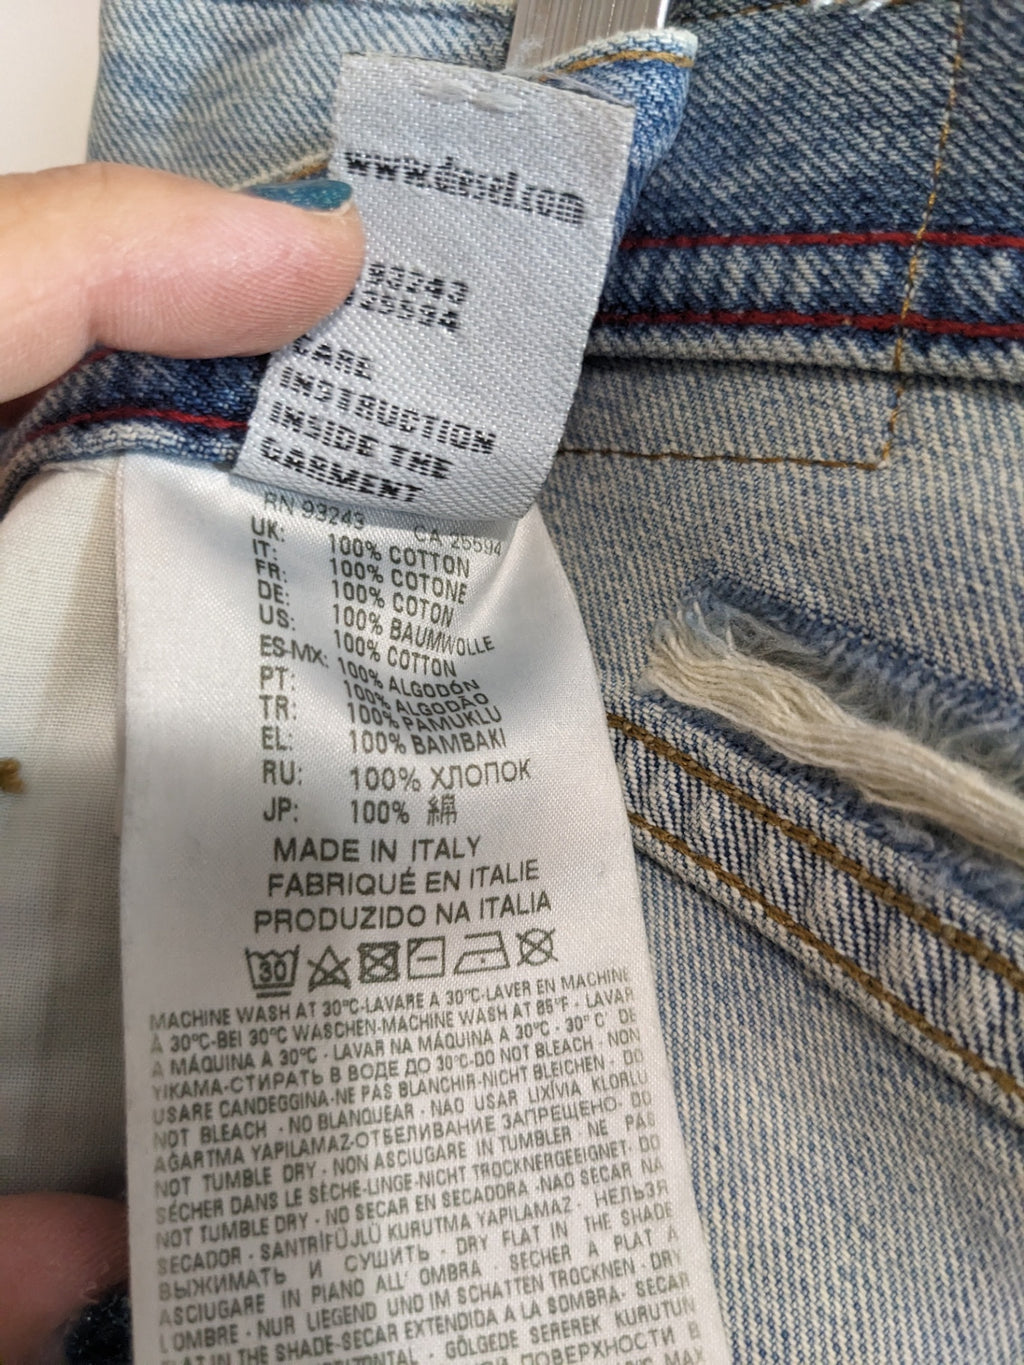 www.diesel.com
93243
25594
CARE
INSTRUCTION
INSIDE THE
GARMENT
RN 93243 CA 25594
UK: 100% COTTON
IT: 100% COTONE
FR: 100% COTON
DE: 100% BAUMWOLLE
US: 100% COTTON
ES-MX: 100% ALGODÓN
PT: 100% ALGODÃO
TR: 100% PAMUKLU
EL: 100% BAMBAKI
RU: 100% ХЛОПОК
JP: 100% 綿
MADE IN ITALY
FABRIQUÉ EN ITALIE
PRODUZIDO NA ITALIA
30
MACHINE WASH AT 30°C-LAVARE A 30°C-LAVER EN MACHINE
A 30°C-BEI 30°C WASCHEN-MACHINE WASH AT 85°F - LAVAR
A MÁQUINA A 30°C - LAVAR NA MÁQUINA A 30°C - 30° C' DE
YIKAMA-СТИРАТЬ В ВОДЕ ДО 30°C-DO NOT BLEACH - NON
USARE CANDEGGINA-NE PAS BLANCHIR-NICHT BLEICHEN - DO
NOT BLEACH - NO BLANQUEAR - NAO USAR LIXÍVIA KLORLU
AĞARTMA YAPILAMAZ-ОТБЕЛИВАНИЕ ЗАПРЕЩЕНО- DO
NOT TUMBLE DRY - NON ASCIUGARE IN TUMBLER - NE PAS
SÉCHER DANS LE SÈCHE-LINGE-NICHT TROCKNERGEEIGNET- DO
NOT TUMBLE DRY - NO SECAR EN SECADORA -NAO SECAR NA
SECADOR - SANTRİFÜJLÜ KURUTMA YAPILAMAZ - НЕЛЬЗЯ
ВЫЖИМАТЬ И СУШИТЬ - DRY FLAT IN THE SHADE
ASCIUGARE IN PIANO ALL' OMBRA - SECHER A PLAT A
L'OMBRE - NUR LIEGEND UND IM SCHATTEN TROCKNEN - DRY
FLAT IN THE SHADE-SECAR EXTENDIDA A LA SOMBRA- SECAR
HORIZONTAL - GÖLGEDE SEREREK KURUTUN
ПОВЕРХНОСТИ В
MAX